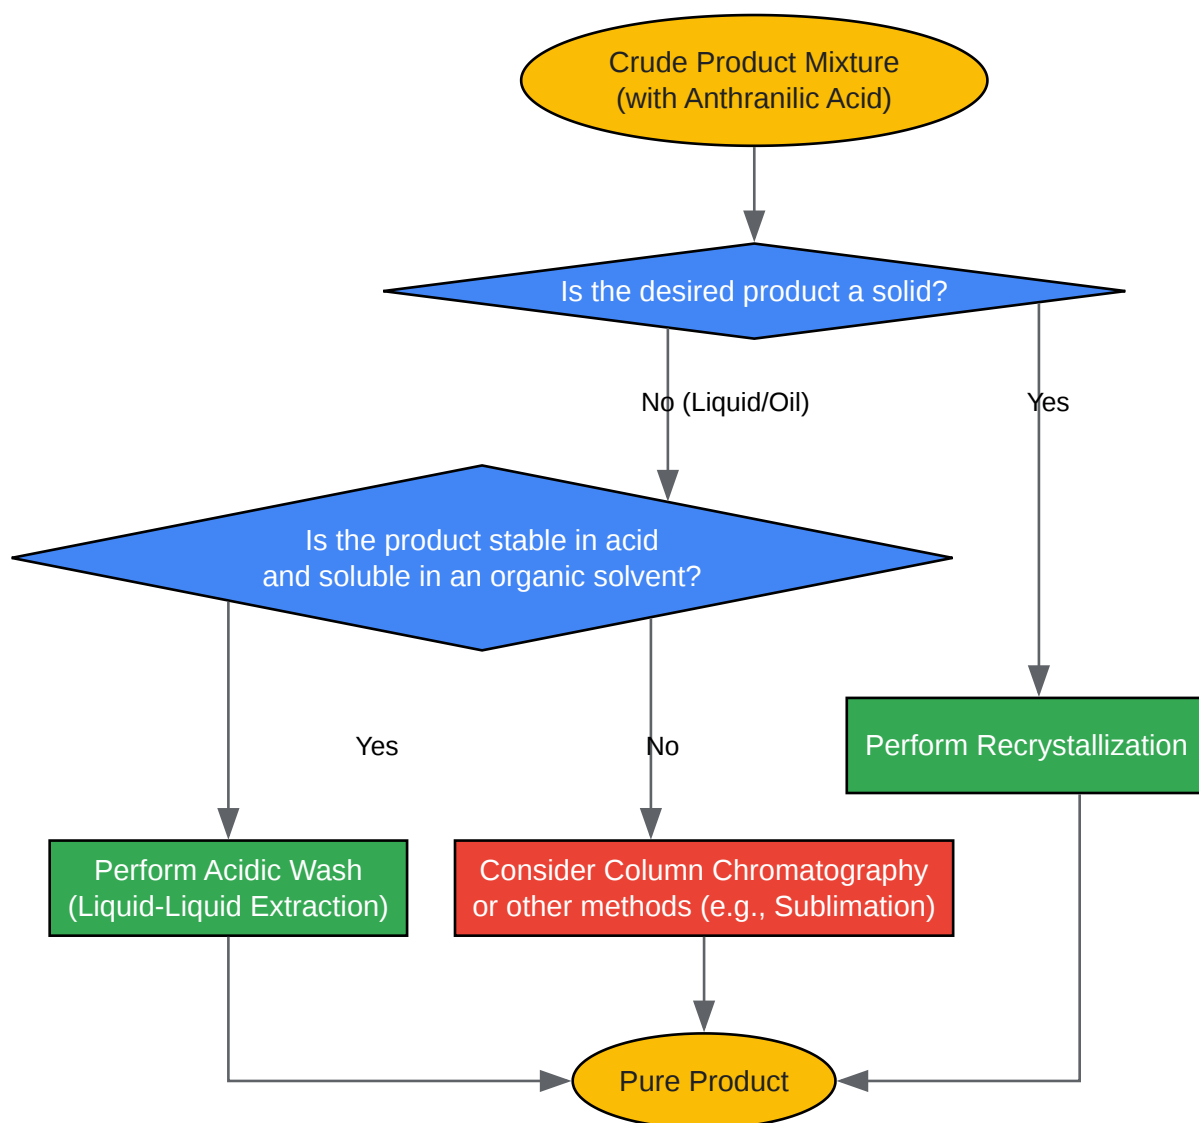 Crude Product Mixture
(with Anthranilic Acid)
Is the desired product a solid?
No (Liquid/Oil)
Yes
Is the product stable in acid
and soluble in an organic solvent?
Yes
No
Perform Recrystallization
Perform Acidic Wash
(Liquid-Liquid Extraction)
Consider Column Chromatography
or other methods (e.g., Sublimation)
Pure Product